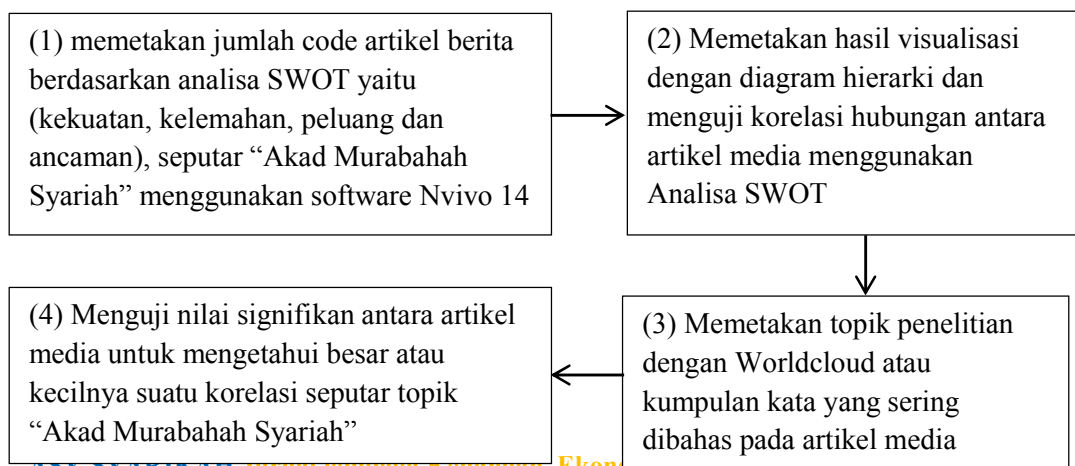 (1) memetakan jumlah code artikel berita
berdasarkan analisa SWOT yaitu
(kekuatan, kelemahan, peluang dan
ancaman), seputar “Akad Murabahah
Syariah” menggunakan software Nvivo 14
(2) Memetakan hasil visualisasi
dengan diagram hierarki dan
menguji korelasi hubungan antara
artikel media menggunakan
Analisa SWOT
(3) Memetakan topik penelitian
dengan Worldcloud atau
kumpulan kata yang sering
dibahas pada artikel media
(4) Menguji nilai signifikan antara artikel
media untuk mengetahui besar atau
kecilnya suatu korelasi seputar topik
“Akad Murabahah Syariah”